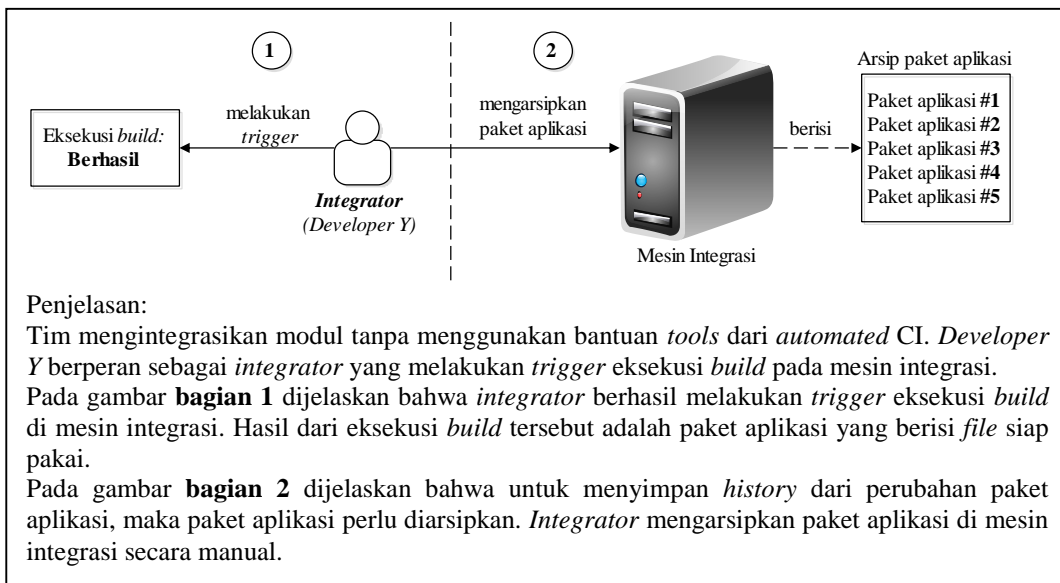 1
2
melakukan
trigger
Eksekusi build:
Berhasil
Integrator
(Developer Y)
mengarsipkan
paket aplikasi
Mesin Integrasi
berisi
Arsip paket aplikasi
Paket aplikasi #1
Paket aplikasi #2
Paket aplikasi #3
Paket aplikasi #4
Paket aplikasi #5
Penjelasan:
Tim mengintegrasikan modul tanpa menggunakan bantuan tools dari automated CI. Developer
Y berperan sebagai integrator yang melakukan trigger eksekusi build pada mesin integrasi.
Pada gambar bagian 1 dijelaskan bahwa integrator berhasil melakukan trigger eksekusi build
di mesin integrasi. Hasil dari eksekusi build tersebut adalah paket aplikasi yang berisi file siap
pakai.
Pada gambar bagian 2 dijelaskan bahwa untuk menyimpan history dari perubahan paket
aplikasi, maka paket aplikasi perlu diarsipkan. Integrator mengarsipkan paket aplikasi di mesin
integrasi secara manual.